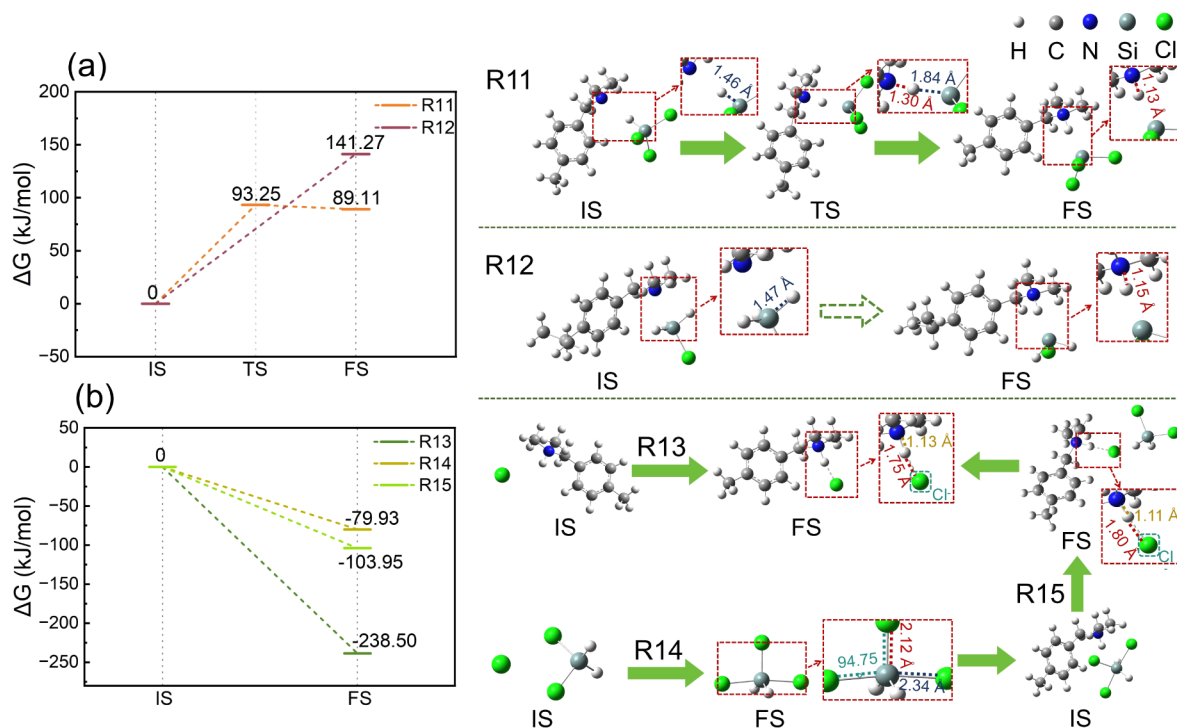 (a)
200
150
100
50
0
−50
ΔG (kJ/mol)
R11
R12
141.27
93.25
89.11
0
IS
TS
FS
(b)
50
0
−50
−100
−150
−200
−250
ΔG (kJ/mol)
R13
R14
R15
0
-79.93
-103.95
-238.50
IS
FS
H
C
N
Si
Cl
R11
1.46 Å
1.84 Å
1.30 Å
IS
TS
FS
R12
1.47 Å
1.15 Å
IS
FS
R13
1.13 Å
1.75 Å
Cl-
IS
FS
1.11 Å
1.80 Å
Cl
FS
R15
R14
2.12 Å
94.75
2.34 Å
IS
FS
IS